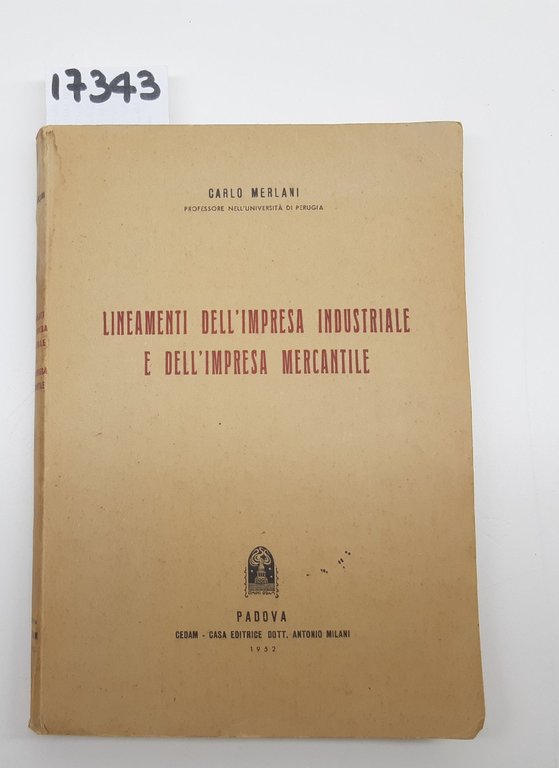 17343
CARLO MERLANI
PROFESSORE NELL'UNIVERSITÀ DI PERUGIA
LINEAMENTI DELL'IMPRESA INDUSTRIALE
E DELL'IMPRESA MERCANTILE
PADOVA
CEDAM - CASA EDITRICE DOTT. ANTONIO MILANI
1952